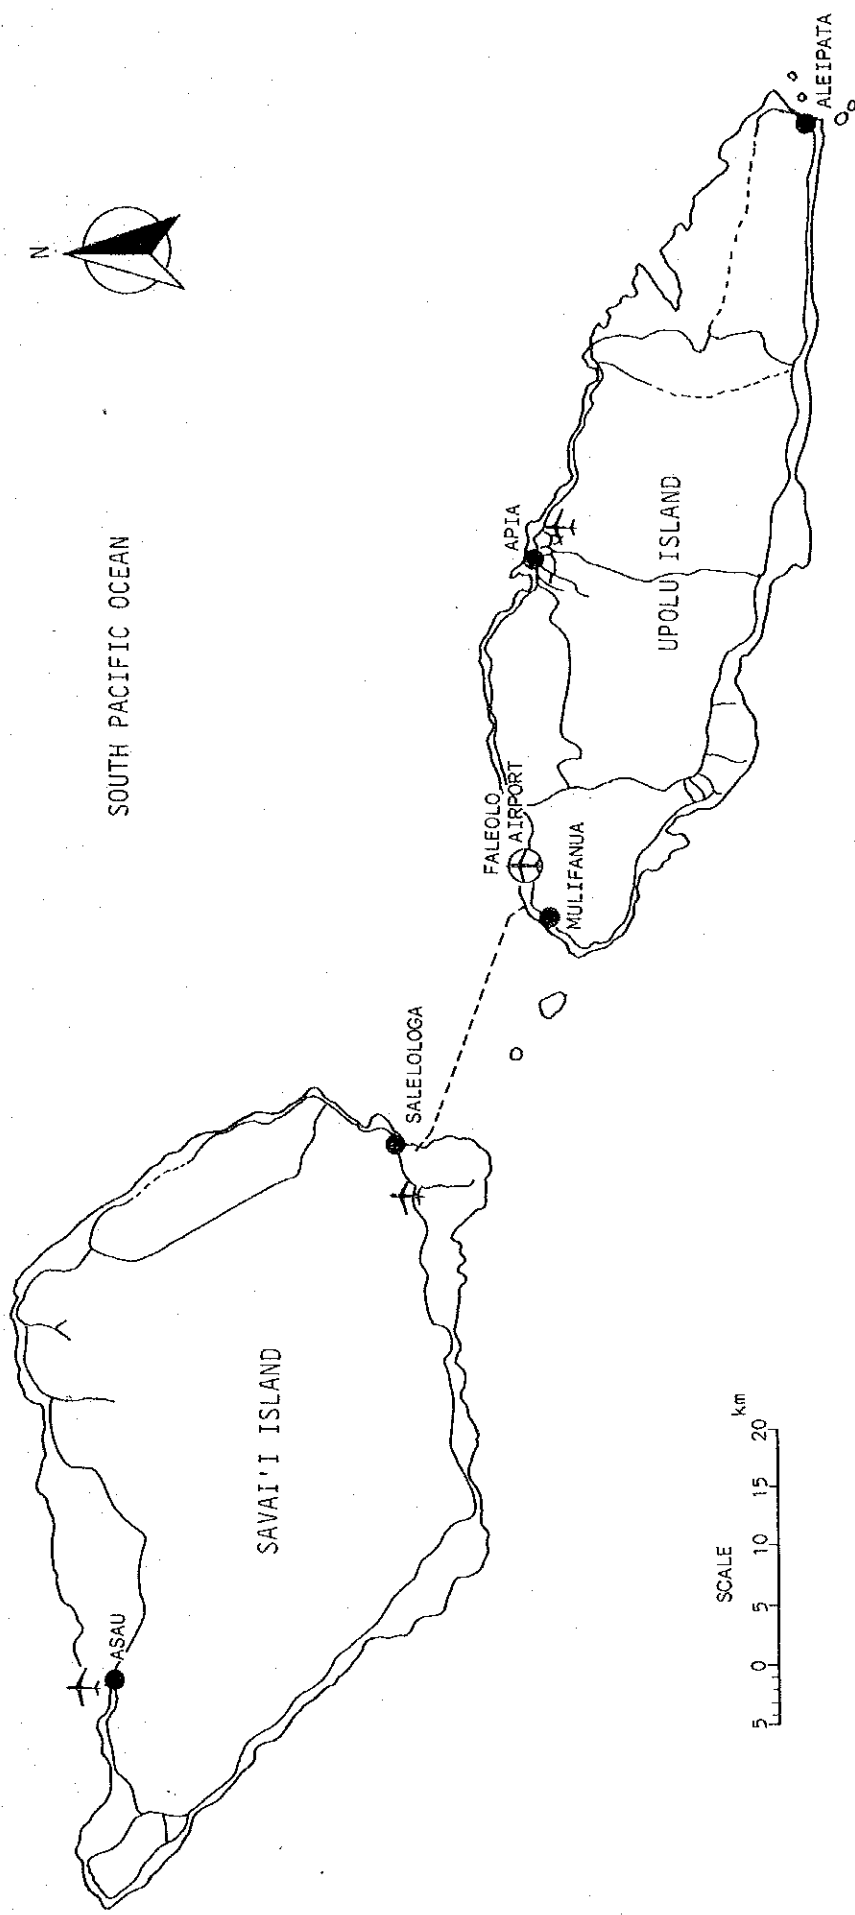 N
SOUTH PACIFIC OCEAN
ASAU
SAVAI'I ISLAND
SALELOLOGA
FALEOLO
AIRPORT
MULIFANUA
APIA
UPOLU ISLAND
ALEIPATA
SCALE
5 0 5 10 15 20 km